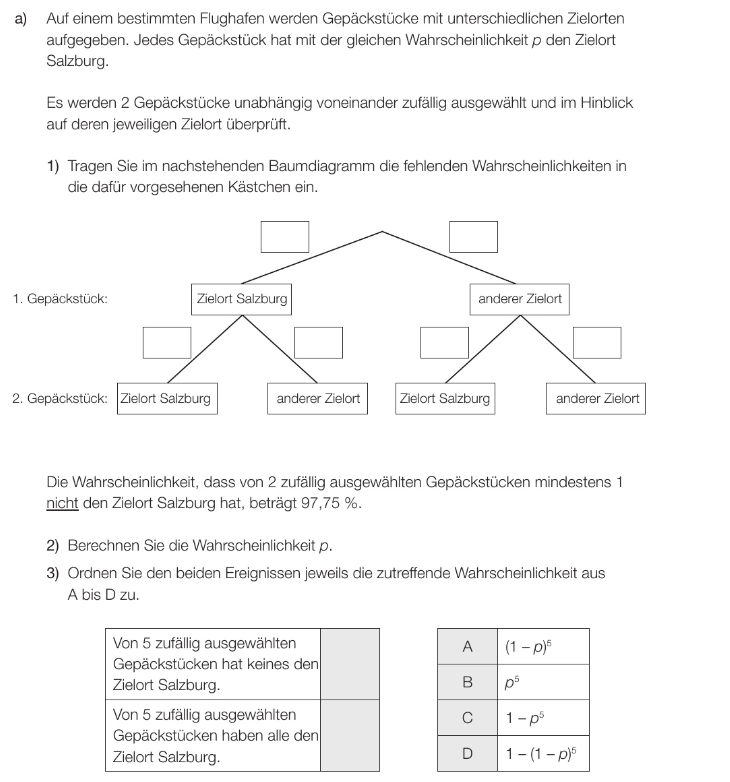 a) Auf einem bestimmten Flughafen werden Gepäckstücke mit unterschiedlichen Zielorten
aufgegeben. Jedes Gepäckstück hat mit der gleichen Wahrscheinlichkeit p den Zielort
Salzburg.
Es werden 2 Gepäckstücke unabhängig voneinander zufällig ausgewählt und im Hinblick
auf deren jeweiligen Zielort überprüft.
1) Tragen Sie im nachstehenden Baumdiagramm die fehlenden Wahrscheinlichkeiten in
die dafür vorgesehenen Kästchen ein.
1. Gepäckstück: Zielort Salzburg anderer Zielort
2. Gepäckstück: Zielort Salzburg anderer Zielort Zielort Salzburg anderer Zielort
Die Wahrscheinlichkeit, dass von 2 zufällig ausgewählten Gepäckstücken mindestens 1
nicht den Zielort Salzburg hat, beträgt 97,75 %.
2) Berechnen Sie die Wahrscheinlichkeit p.
3) Ordnen Sie den beiden Ereignissen jeweils die zutreffende Wahrscheinlichkeit aus
A bis D zu.
Von 5 zufällig ausgewählten
Gepäckstücken hat keines den
Zielort Salzburg.
Von 5 zufällig ausgewählten
Gepäckstücken haben alle den
Zielort Salzburg.
A (1 – p)⁵
B p⁵
C 1 – p⁵
D 1 – (1 – p)⁵